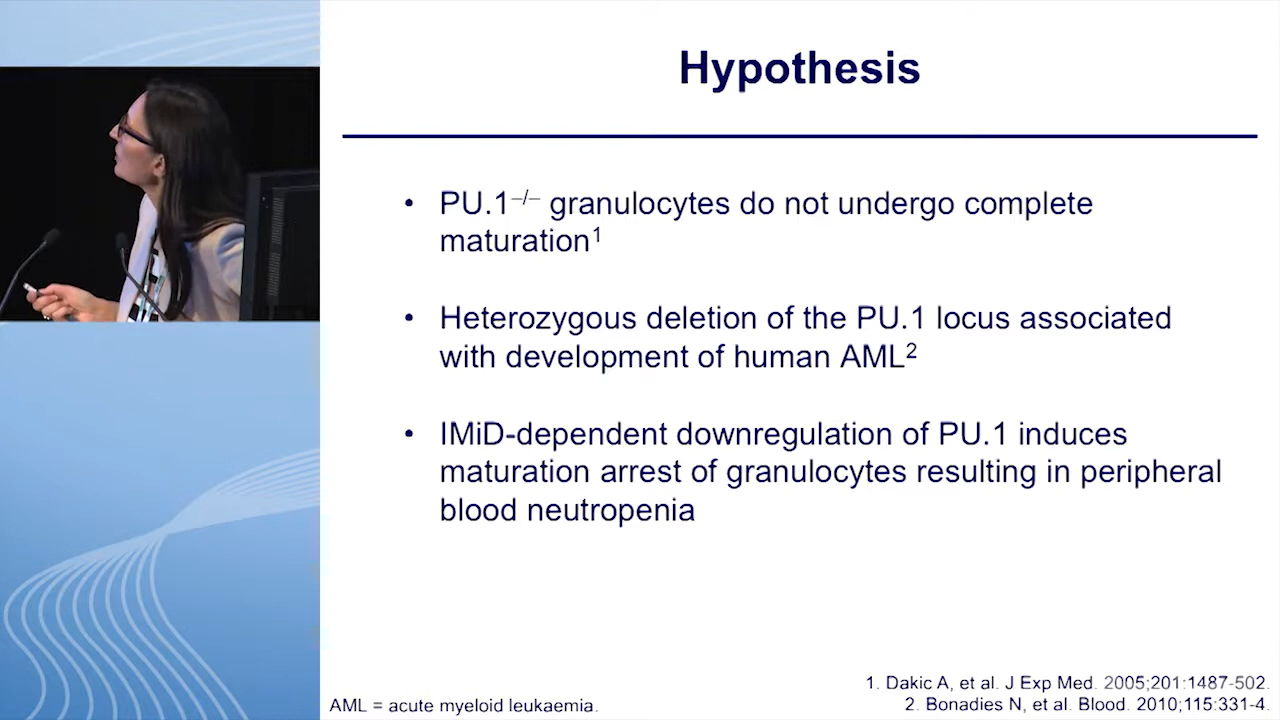 Hypothesis
• PU.1–/– granulocytes do not undergo complete
maturation1
• Heterozygous deletion of the PU.1 locus associated
with development of human AML2
• IMiD-dependent downregulation of PU.1 induces
maturation arrest of granulocytes resulting in peripheral
blood neutropenia
1. Dakic A, et al. J Exp Med. 2005;201:1487-502.
2. Bonadies N, et al. Blood. 2010;115:331-4.
AML = acute myeloid leukaemia.